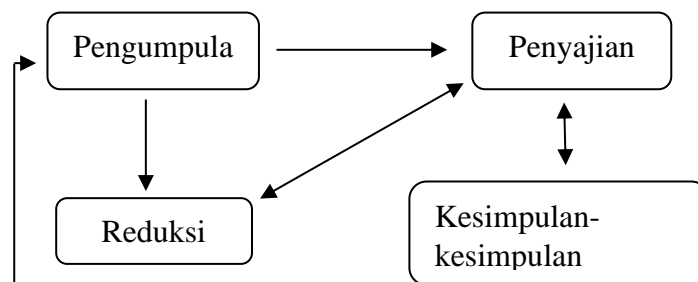 Pengumpula
Penyajian
Reduksi
Kesimpulan-
kesimpulan